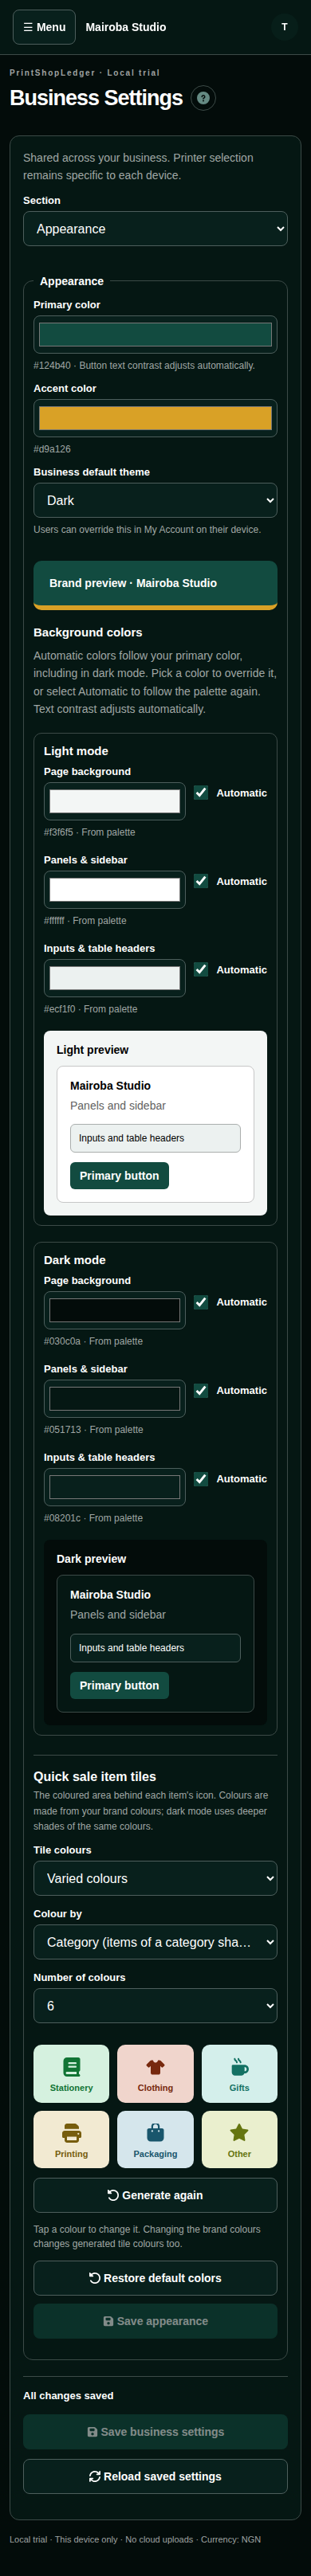 ☰ Menu Mairoba Studio T
PrintShopLedger · Local trial
Business Settings ?
Shared across your business. Printer selection
remains specific to each device.
Section
Appearance
Appearance
Primary color
#124b40 · Button text contrast adjusts automatically.
Accent color
#d9a126
Business default theme
Dark
Users can override this in My Account on their device.
Brand preview · Mairoba Studio
Background colors
Automatic colors follow your primary color,
including in dark mode. Pick a color to override it,
or select Automatic to follow the palette again.
Text contrast adjusts automatically.
Light mode
Page background
Automatic
#f3f6f5 · From palette
Panels & sidebar
Automatic
#ffffff · From palette
Inputs & table headers
Automatic
#ecf1f0 · From palette
Light preview
Mairoba Studio
Panels and sidebar
Inputs and table headers
Primary button
Dark mode
Page background
Automatic
#030c0a · From palette
Panels & sidebar
Automatic
#051713 · From palette
Inputs & table headers
Automatic
#08201c · From palette
Dark preview
Mairoba Studio
Panels and sidebar
Inputs and table headers
Primary button
Quick sale item tiles
The coloured area behind each item's icon. Colours are
made from your brand colours; dark mode uses deeper
shades of the same colours.
Tile colours
Varied colours
Colour by
Category (items of a category sha…
Number of colours
6
Stationery Clothing Gifts
Printing Packaging Other
Generate again
Tap a colour to change it. Changing the brand colours
changes generated tile colours too.
Restore default colors
Save appearance
All changes saved
Save business settings
Reload saved settings
Local trial · This device only · No cloud uploads · Currency: NGN